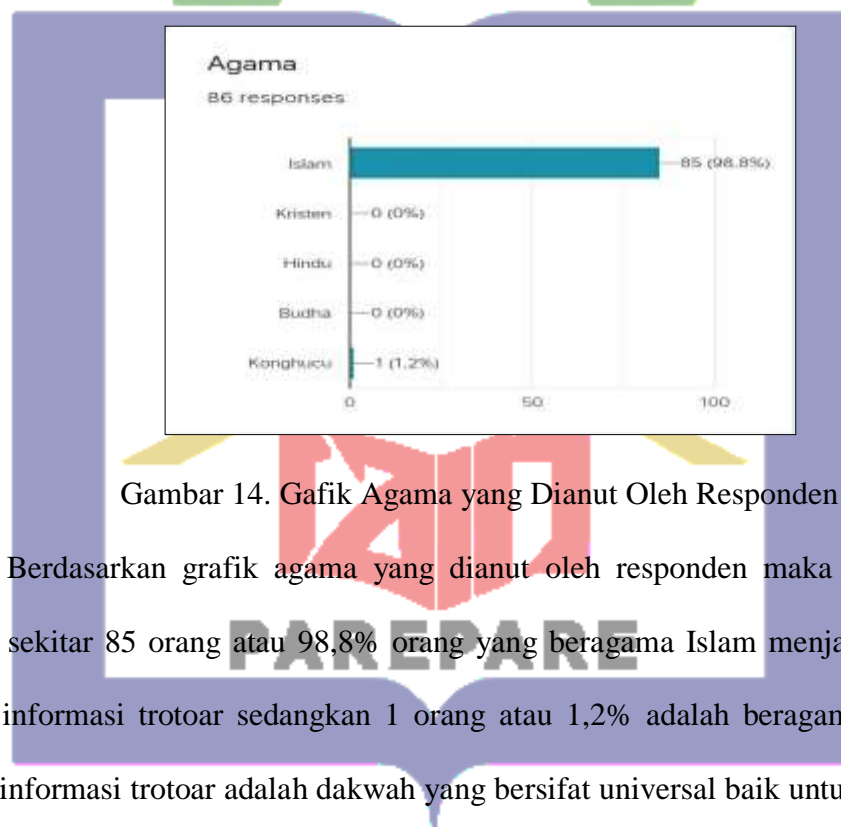 Agama
86 responses
Islam 85 (98.8%)
Kristen 0 (0%)
Hindu 0 (0%)
Budha 0 (0%)
Konghucu 1 (1.2%)
0 50 100
Gambar 14. Gafik Agama yang Dianut Oleh Responden
Berdasarkan grafik agama yang dianut oleh responden maka
sekitar 85 orang atau 98,8% orang yang beragama Islam menja
informasi trotoar sedangkan 1 orang atau 1,2% adalah beragam
informasi trotoar adalah dakwah yang bersifat universal baik untu
PAREPARE